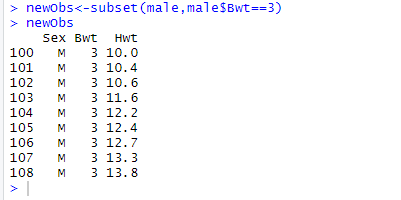 > newObs<-subset(male,male$Bwt==3)
> newObs
    Sex Bwt  Hwt
100   M   3 10.0
101   M   3 10.4
102   M   3 10.6
103   M   3 11.6
104   M   3 12.2
105   M   3 12.4
106   M   3 12.7
107   M   3 13.3
108   M   3 13.8
>